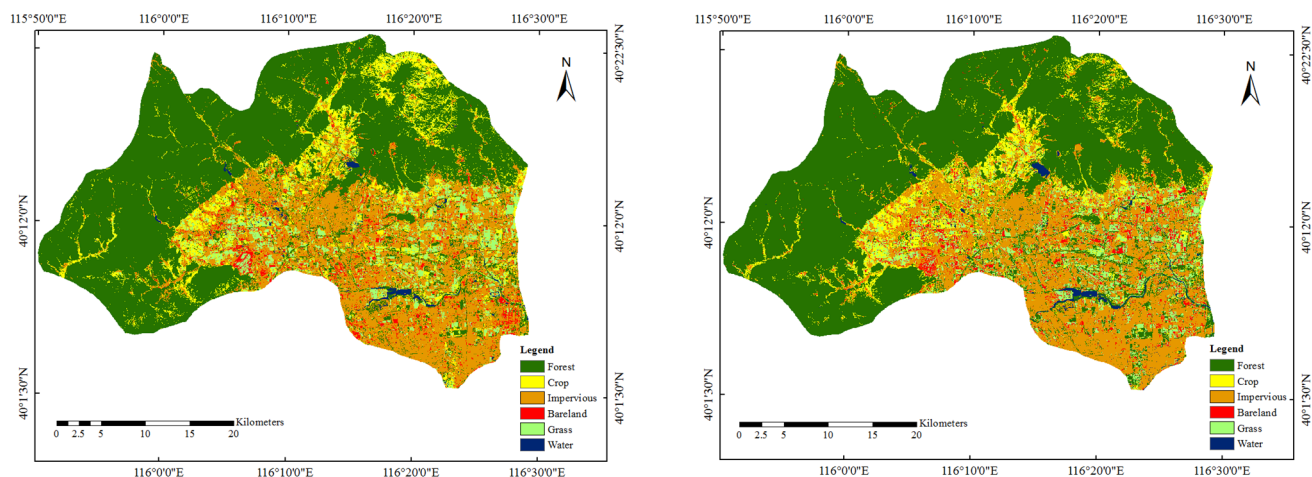 115°50'0"E 116°0'0"E 116°10'0"E 116°20'0"E 116°30'0"E
40°22'30"N
N
40°12'0"N
40°12'0"N
Legend
Forest
Crop
Impervious
Bareland
Grass
Water
40°1'30"N
40°1'30"N
Kilometers
0 2.5 5 10 15 20
116°0'0"E 116°10'0"E 116°20'0"E 116°30'0"E
115°50'0"E 116°0'0"E 116°10'0"E 116°20'0"E 116°30'0"E
40°22'30"N
N
40°12'0"N
40°12'0"N
Legend
Forest
Crop
Impervious
Bareland
Grass
Water
40°1'30"N
40°1'30"N
Kilometers
0 2.5 5 10 15 20
116°0'0"E 116°10'0"E 116°20'0"E 116°30'0"E